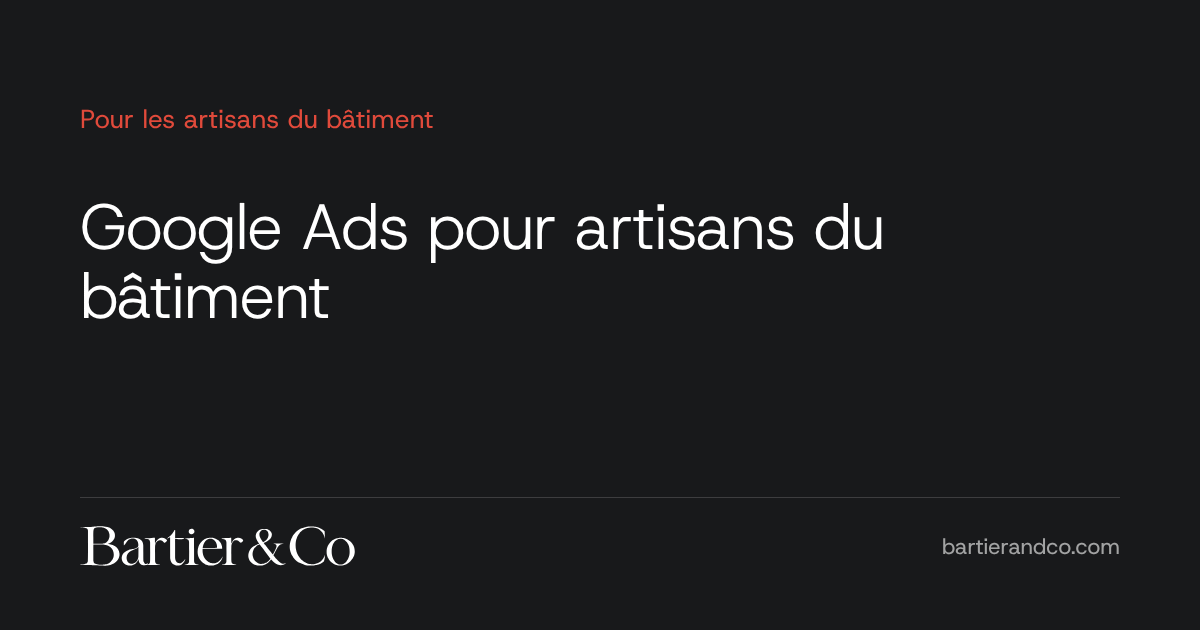 Pour les artisans du bâtiment
Google Ads pour artisans du
bâtiment
Bartier & Co
bartierandco.com